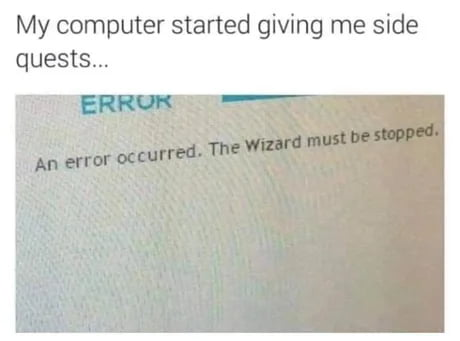 My computer started giving me side
quests...
ERROR
An error occurred. The Wizard must be stopped.